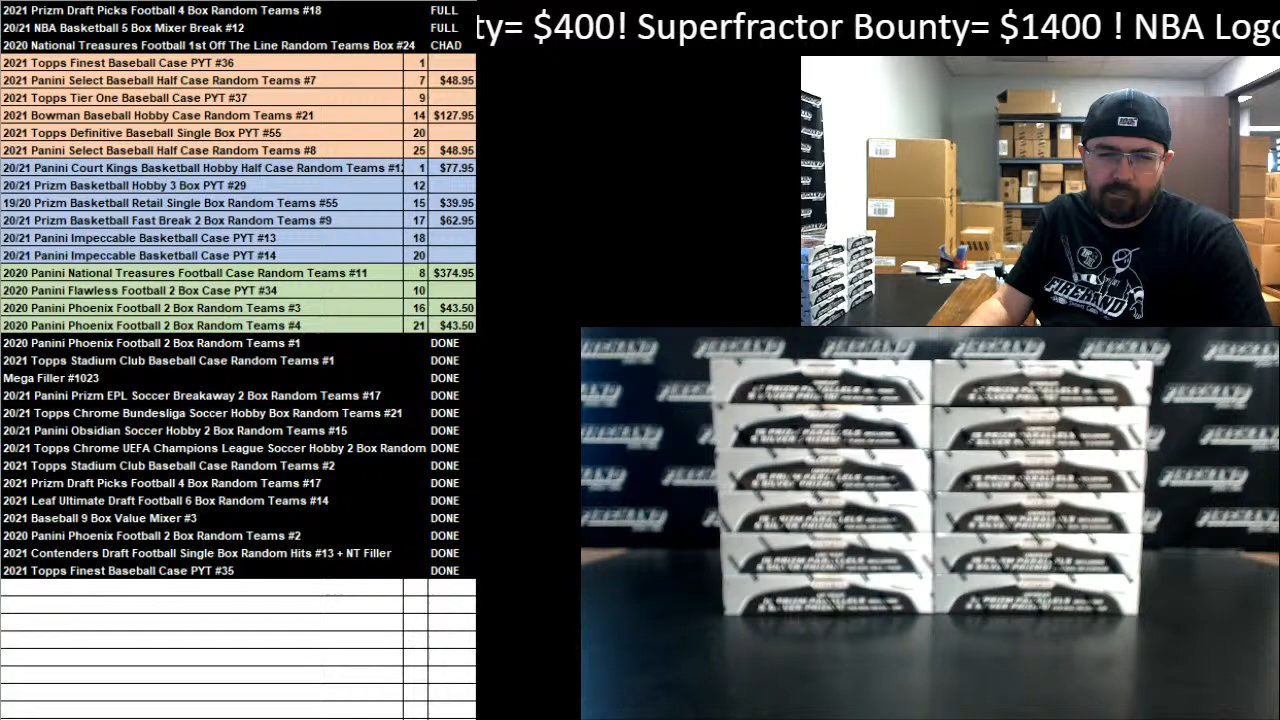 2021 Prizm Draft Picks Football 4 Box Random Teams #18 FULL
20/21 NBA Basketball 5 Box Mixer Break #12 FULL
2020 National Treasures Football 1st Off The Line Random Teams Box #24 CHAD
2021 Topps Finest Baseball Case PYT #36 1
2021 Panini Select Baseball Half Case Random Teams #7 7 $48.95
2021 Topps Tier One Baseball Case PYT #37 9
2021 Bowman Baseball Hobby Case Random Teams #21 14 $127.95
2021 Topps Definitive Baseball Single Box PYT #55 20
2021 Panini Select Baseball Half Case Random Teams #8 25 $48.95
20/21 Panini Court Kings Basketball Hobby Half Case Random Teams 1 $77.95
20/21 Prizm Basketball Hobby 3 Box PYT #29 12
19/20 Prizm Basketball Retail Single Box Random Teams #55 15 $39.95
20/21 Prizm Basketball Fast Break 2 Box Random Teams #9 17 $62.95
20/21 Panini Impeccable Basketball Case PYT #13 18
20/21 Panini Impeccable Basketball Case PYT #14 20
2020 Panini National Treasures Football Case Random Teams #11 8 $374.95
2020 Panini Flawless Football 2 Box Case PYT #34 10
2020 Panini Phoenix Football 2 Box Random Teams #3 16 $43.50
2020 Panini Phoenix Football 2 Box Random Teams #4 21 $43.50
2020 Panini Phoenix Football 2 Box Random Teams #1 DONE
2021 Topps Stadium Club Baseball Case Random Teams #1 DONE
Mega Filler #1023 DONE
20/21 Panini Prizm EPL Soccer Breakaway 2 Box Random Teams #17 DONE
20/21 Topps Chrome Bundesliga Soccer Hobby Box Random Teams #21 DONE
20/21 Panini Obsidian Soccer Hobby 2 Box Random Teams #15 DONE
20/21 Topps Chrome UEFA Champions League Soccer Hobby 2 Box Random DONE
2021 Topps Stadium Club Baseball Case Random Teams #2 DONE
2021 Prizm Draft Picks Football 4 Box Random Teams #17 DONE
2021 Leaf Ultimate Draft Football 6 Box Random Teams #14 DONE
2021 Baseball 9 Box Value Mixer #3 DONE
2020 Panini Phoenix Football 2 Box Random Teams #2 DONE
2021 Contenders Draft Football Single Box Random Hits #13 + NT Filler DONE
2021 Topps Finest Baseball Case PYT #35 DONE
ty= $400! Superfractor Bounty= $1400 ! NBA Logo
FIREHAND